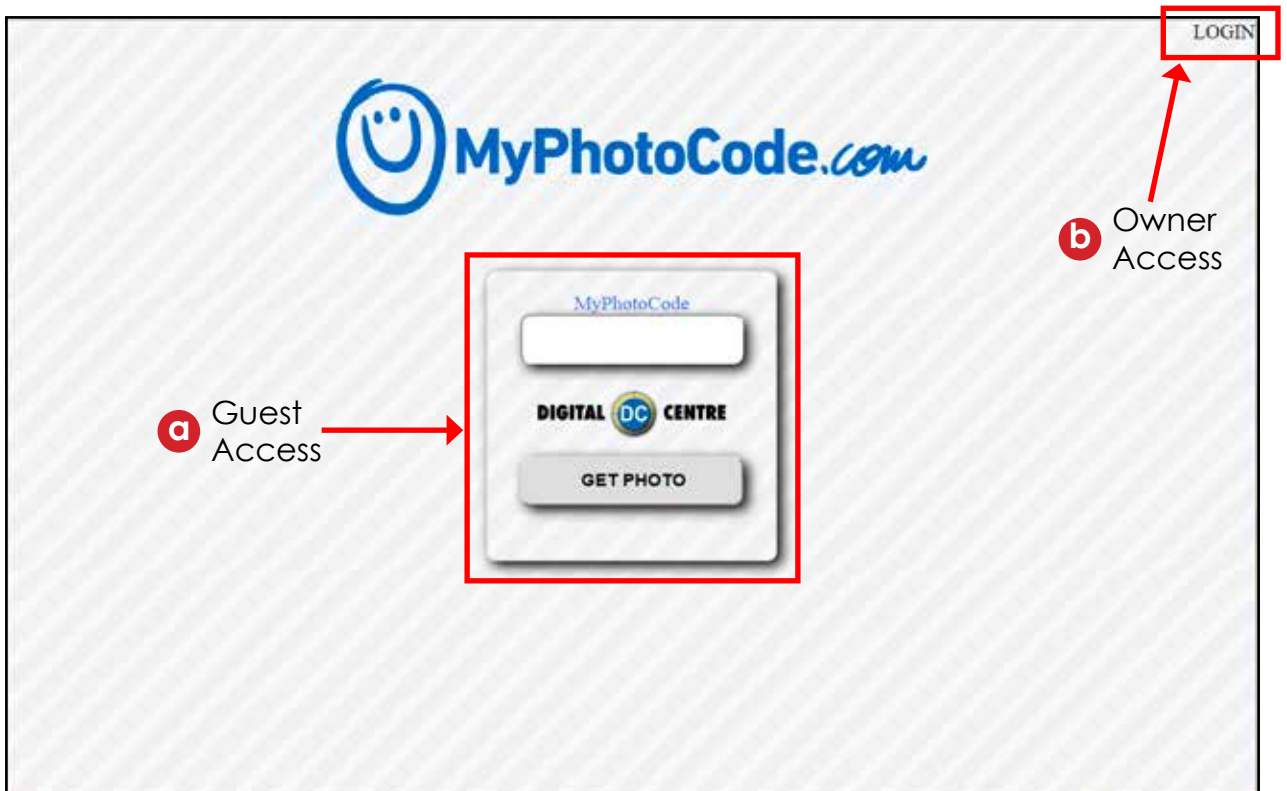 LOGIN
MyPhotoCode.com
b
Owner
Access
MyPhotoCode
DIGITAL DC CENTRE
a
Guest
Access
GET PHOTO